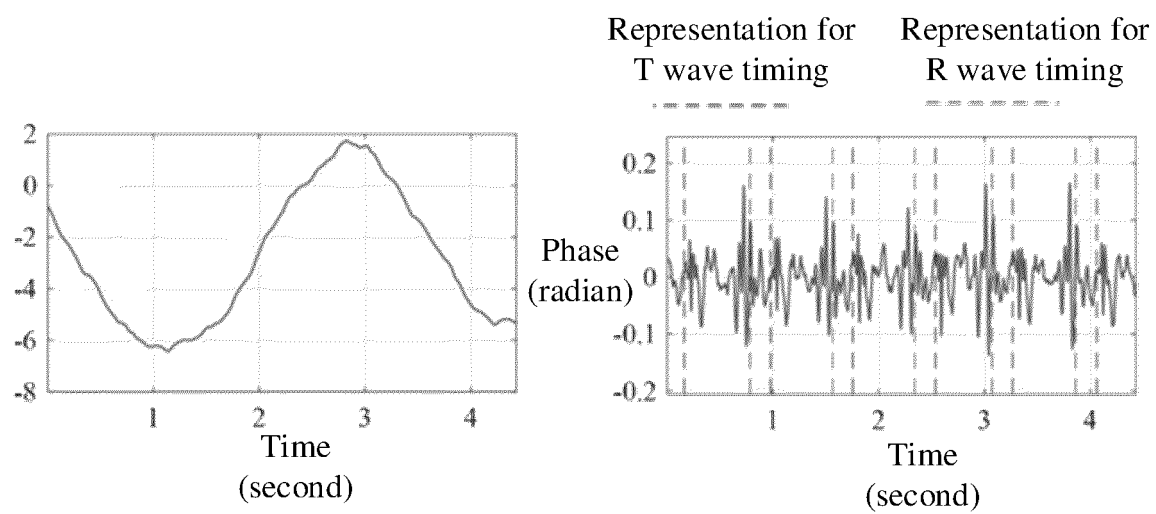 Representation for
T wave timing
Representation for
R wave timing
2
0
-2
-4
-6
-8
1
2
3
4
Time
(second)
Phase
(radian)
0.2
0.1
0
-0.1
-0.2
1
2
3
4
Time
(second)